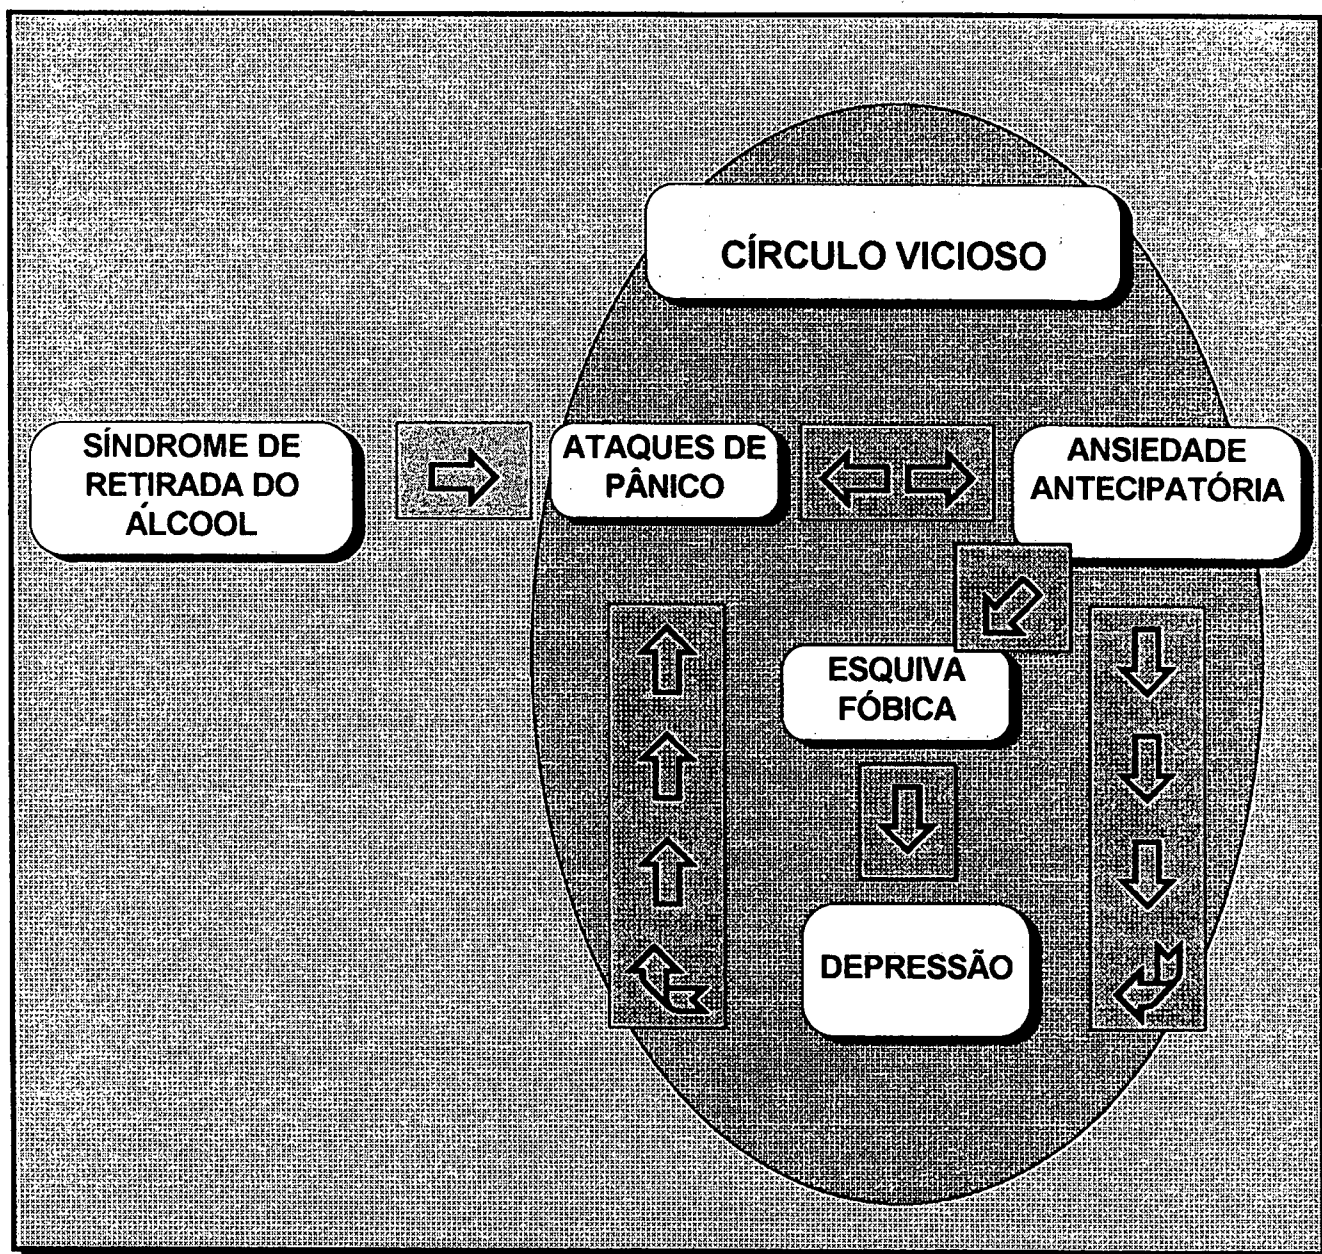 CÍRCULO VICIOSO
SÍNDROME DE
RETIRADA DO
ÁLCOOL
ATAQUES DE
PÂNICO
ANSIEDADE
ANTECIPATÓRIA
ESQUIVA
FÓBICA
DEPRESSÃO